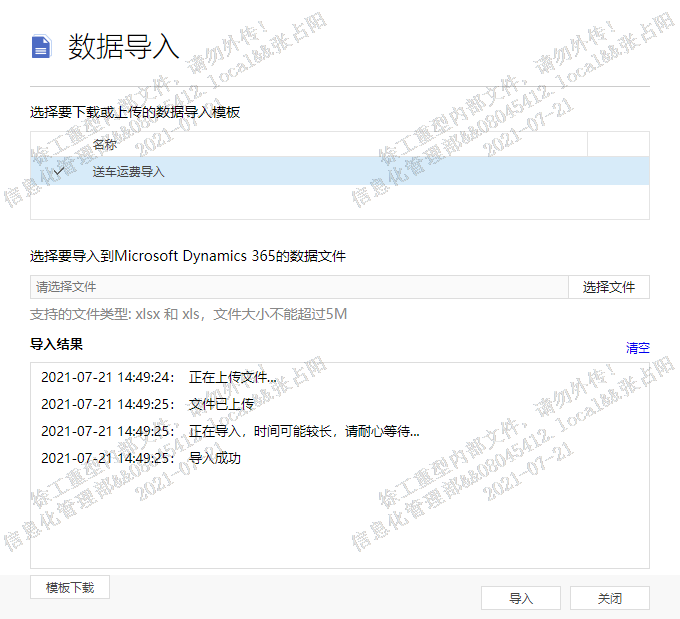 数据导入
选择要下载或上传的数据导入模板
名称
送车运费导入
选择要导入到Microsoft Dynamics 365的数据文件
请选择文件
选择文件
支持的文件类型: xlsx 和 xls，文件大小不能超过5M
导入结果
清空
2021-07-21 14:49:24： 正在上传文件...
2021-07-21 14:49:25： 文件已上传
2021-07-21 14:49:25： 正在导入，时间可能较长，请耐心等待...
2021-07-21 14:49:25： 导入成功
模板下载
导入
关闭
徐工重型内部文件，请勿外传！
信息化管理部&&08045412.local&&张占阳
2021-07-21
徐工重型内部文件，请勿外传！
信息化管理部&&08045412.local&&张占阳
2021-07-21
徐工重型内部文件，请勿外传！
信息化管理部&&08045412.local&&张占阳
2021-07-21
徐工重型内部文件，请勿外传！
信息化管理部&&08045412.local&&张占阳
2021-07-21